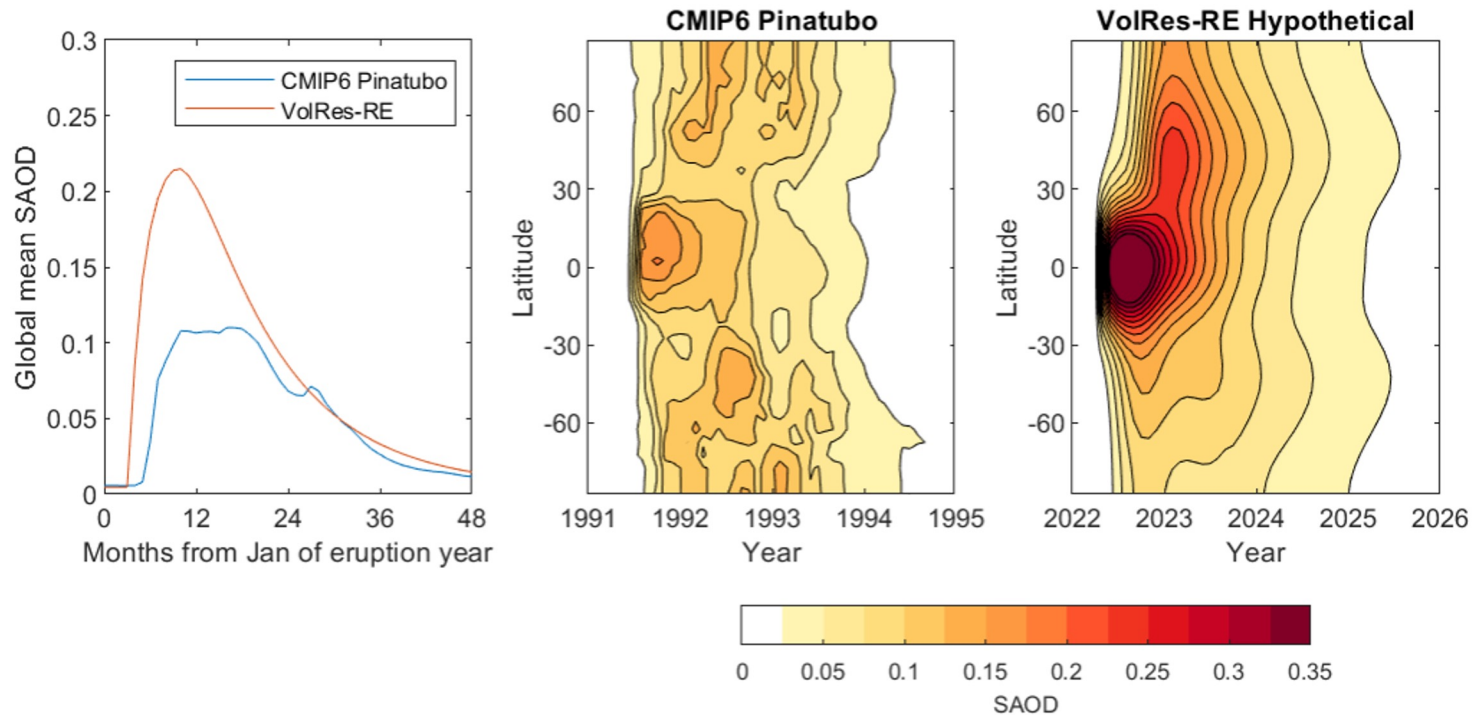 CMIP6 Pinatubo
VolRes-RE Hypothetical
0.3
0.25
0.2
0.15
0.1
0.05
0
Global mean SAOD
CMIP6 Pinatubo
VolRes-RE
0 12 24 36 48
Months from Jan of eruption year
60
30
0
-30
-60
Latitude
1991 1992 1993 1994 1995
Year
60
30
0
-30
-60
Latitude
2022 2023 2024 2025 2026
Year
0 0.05 0.1 0.15 0.2 0.25 0.3 0.35
SAOD